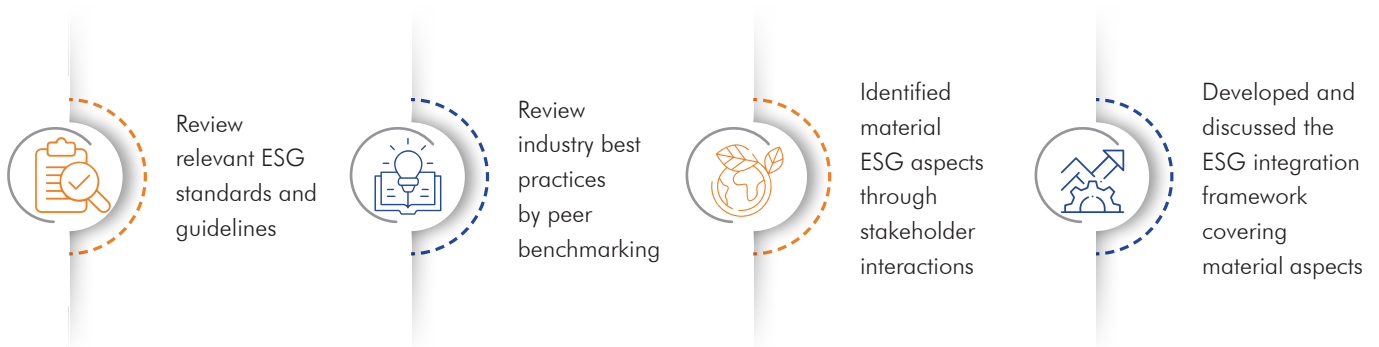 Review
relevant ESG
standards and
guidelines
Review
industry best
practices
by peer
benchmarking
Identified
material
ESG aspects
through
stakeholder
interactions
Developed and
discussed the
ESG integration
framework
covering
material aspects